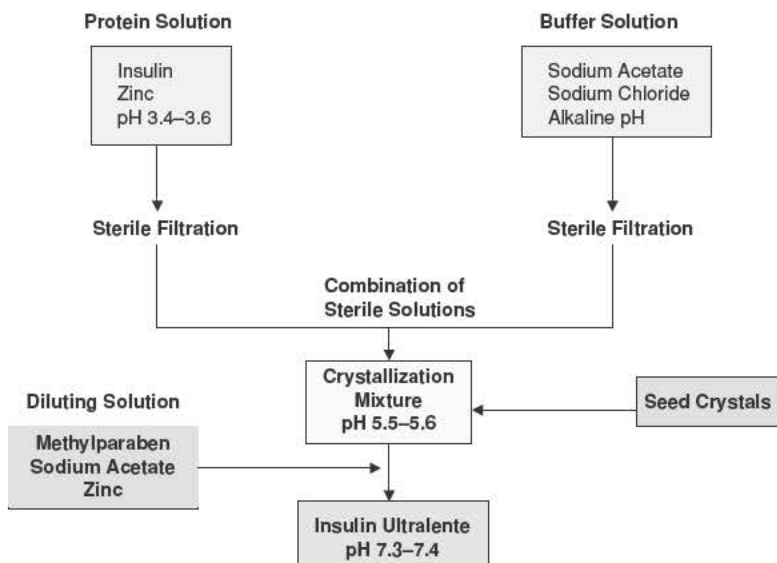 Protein Solution
Insulin
Zinc
pH 3.4–3.6
Sterile Filtration
Buffer Solution
Sodium Acetate
Sodium Chloride
Alkaline pH
Sterile Filtration
Combination of
Sterile Solutions
Crystallization
Mixture
pH 5.5–5.6
Seed Crystals
Diluting Solution
Methylparaben
Sodium Acetate
Zinc
Insulin Ultralente
pH 7.3–7.4